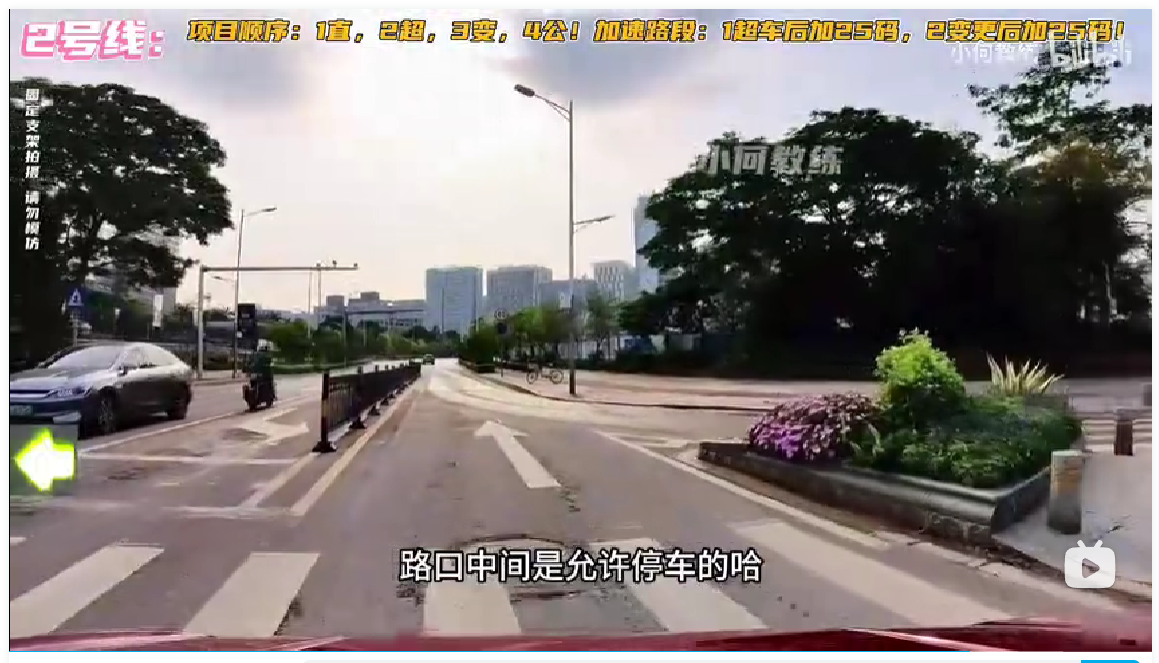 2号线：
项目顺序：1直，2超，3变，4公！加速路段：1超车后加25码，2变更后加25码！
小何教练
bilibili
固定支架拍摄 请勿模仿
小何教练
路口中间是允许停车的哈